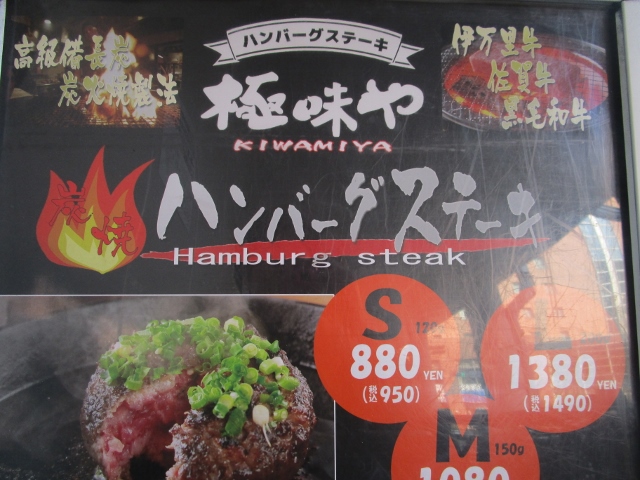 高級備長炭
炭火焼製法
ハンバーグステーキ
極味や
KIWAMIYA
伊万里牛
佐賀牛
黒毛和牛
炭焼
ハンバーグステーキ
Hamburg steak
S
880 YEN
(税込950)
1380 YEN
(税込1490)
M 150g
1080